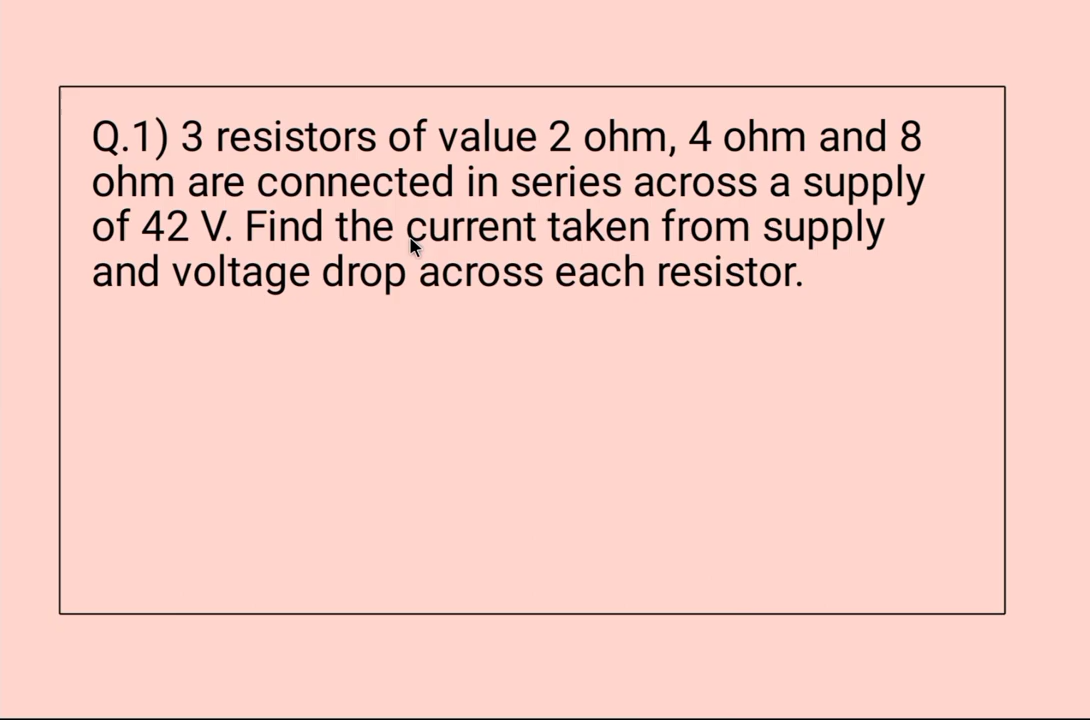 Q.1) 3 resistors of value 2 ohm, 4 ohm and 8
ohm are connected in series across a supply
of 42 V. Find the current taken from supply
and voltage drop across each resistor.